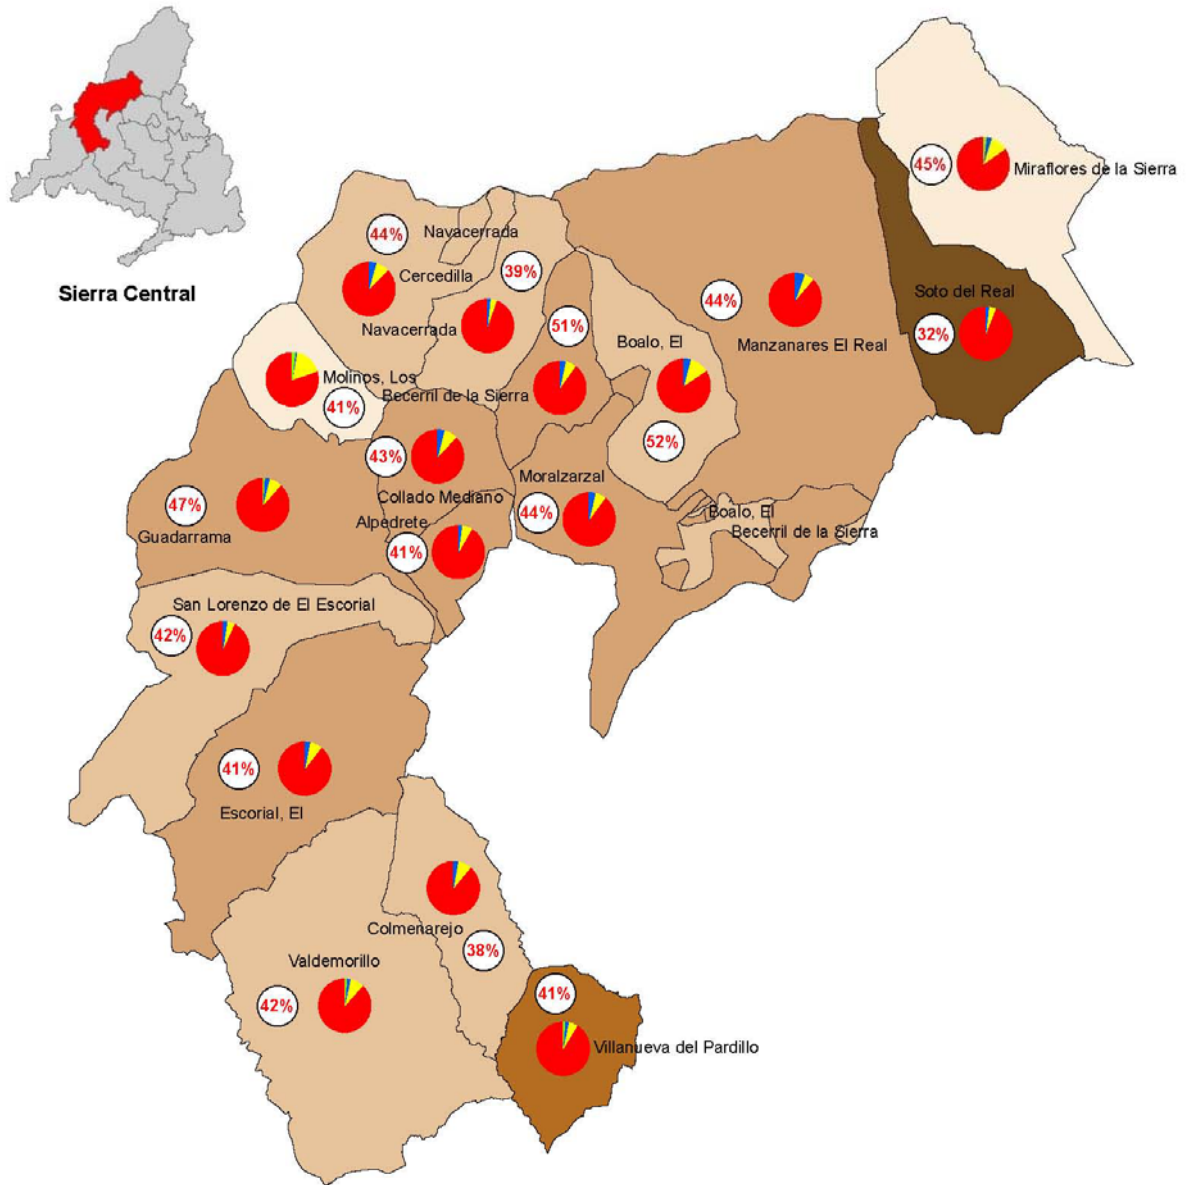 45%
Miraflores de la Sierra
44%
Navacerrada
39%
Cercedilla
Sierra Central
Soto del Real
44%
51%
32%
Navacerrada
Boalo, El
Manzanares El Real
Molinos, Los
Becerril de la Sierra
41%
52%
43%
Collado Mediano
Moralzarzal
47%
44%
Guadarrama
Alpedrete
Boalo, El
Becerril de la Sierra
41%
San Lorenzo de El Escorial
42%
41%
Escorial, El
Colmenarejo
38%
Valdemorillo
42%
41%
Villanueva del Pardillo